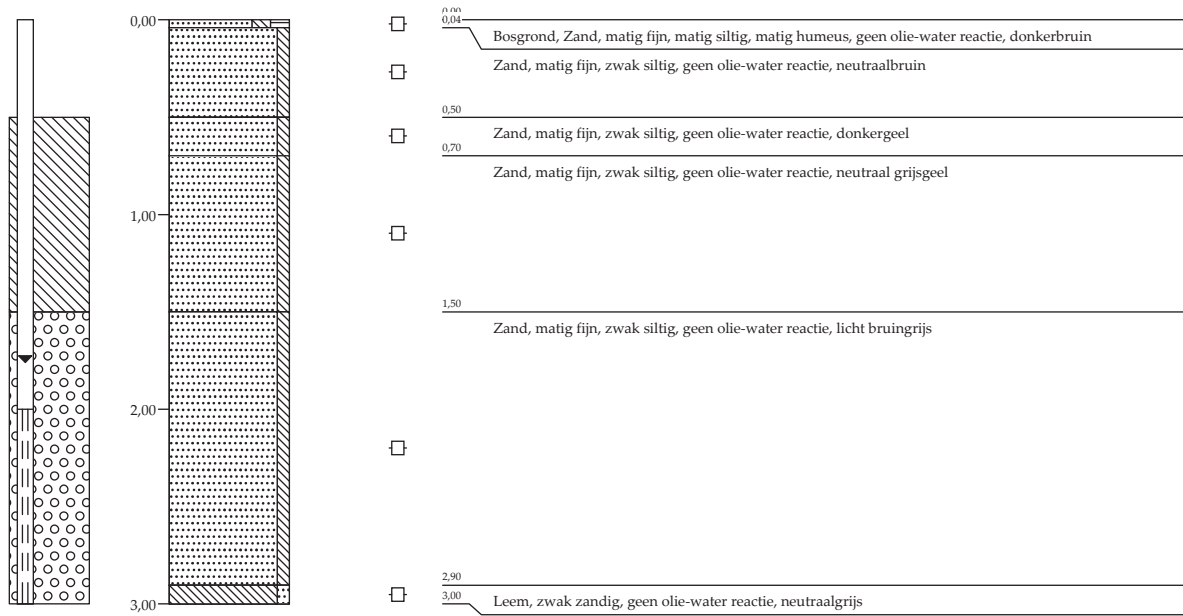 0,00
0,00
0,04
Bosgrond, Zand, matig fijn, matig siltig, matig humeus, geen olie-water reactie, donkerbruin
Zand, matig fijn, zwak siltig, geen olie-water reactie, neutraalbruin
0,50
Zand, matig fijn, zwak siltig, geen olie-water reactie, donkergeel
0,70
Zand, matig fijn, zwak siltig, geen olie-water reactie, neutraal grijsgeel
1,00
1,50
Zand, matig fijn, zwak siltig, geen olie-water reactie, licht bruingrijs
2,00
2,90
3,00
3,00
Leem, zwak zandig, geen olie-water reactie, neutraalgrijs